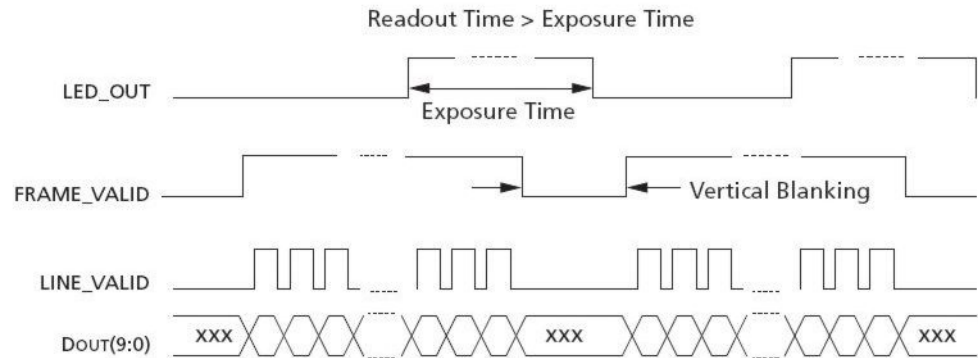 Readout Time > Exposure Time
LED_OUT
Exposure Time
FRAME_VALID
Vertical Blanking
LINE_VALID
DOUT(9:0)
XXX
XXX
XXX